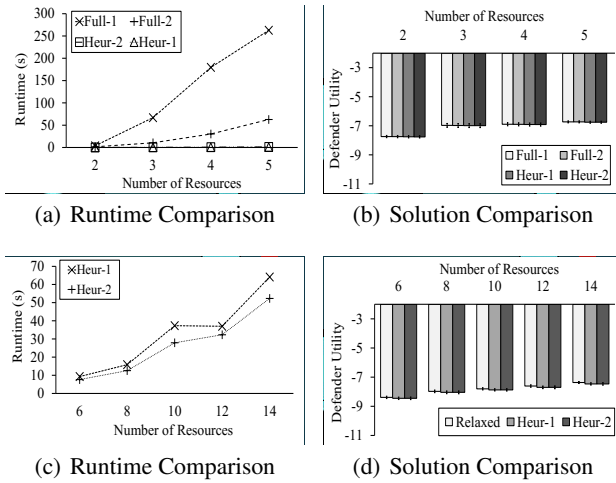 Full-1 Full-2
Heur-2 Heur-1
300
250
200
150
100
50
0
Runtime (s)
2 3 4 5
Number of Resources
(a) Runtime Comparison
Number of Resources
2 3 4 5
-3
-5
-7
-9
-11
Defender Utility
Full-1 Full-2
Heur-1 Heur-2
(b) Solution Comparison
Heur-1
Heur-2
70
60
50
40
30
20
10
0
Runtime (s)
6 8 10 12 14
Number of Resources
(c) Runtime Comparison
Number of Resources
6 8 10 12 14
-3
-5
-7
-9
-11
Defender Utility
Relaxed Heur-1 Heur-2
(d) Solution Comparison